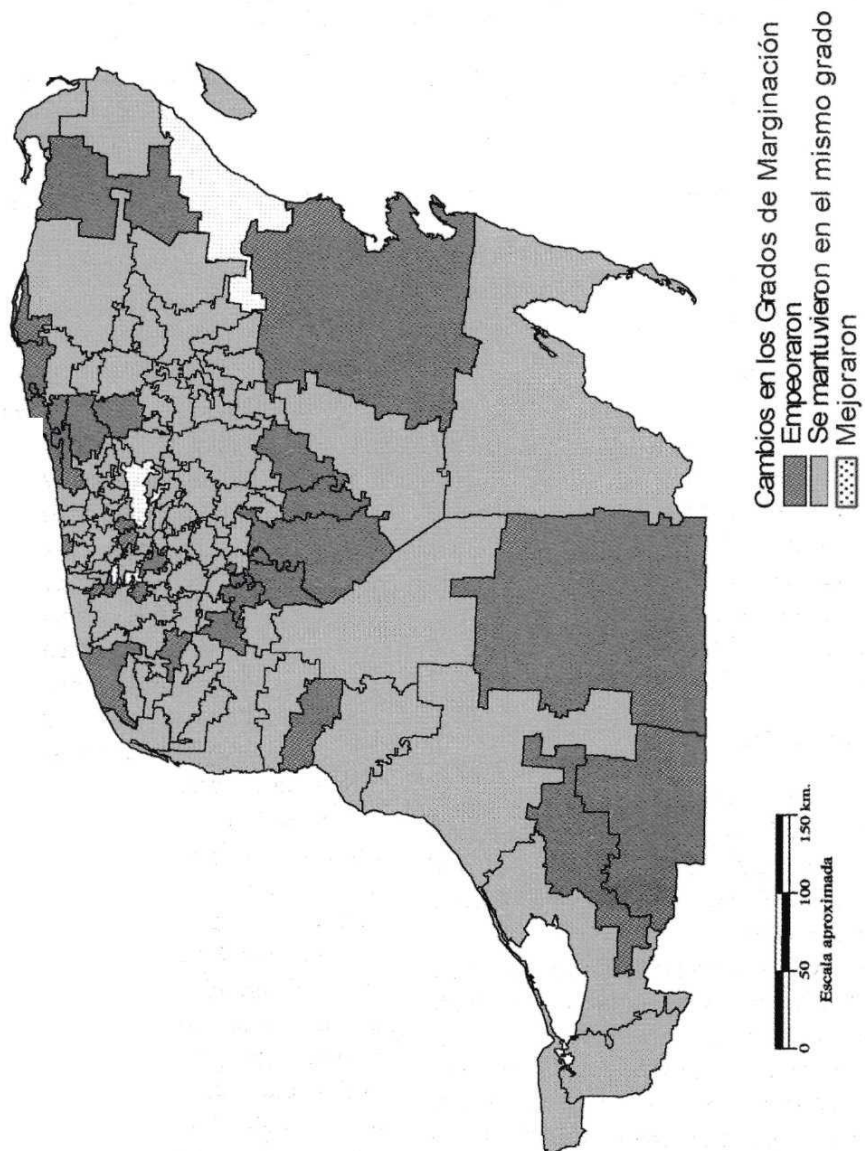 Cambios en los Grados de Marginación
Empeoraron
Se mantuvieron en el mismo grado
Mejoraron
0 50 100 150 km.
Escala aproximada